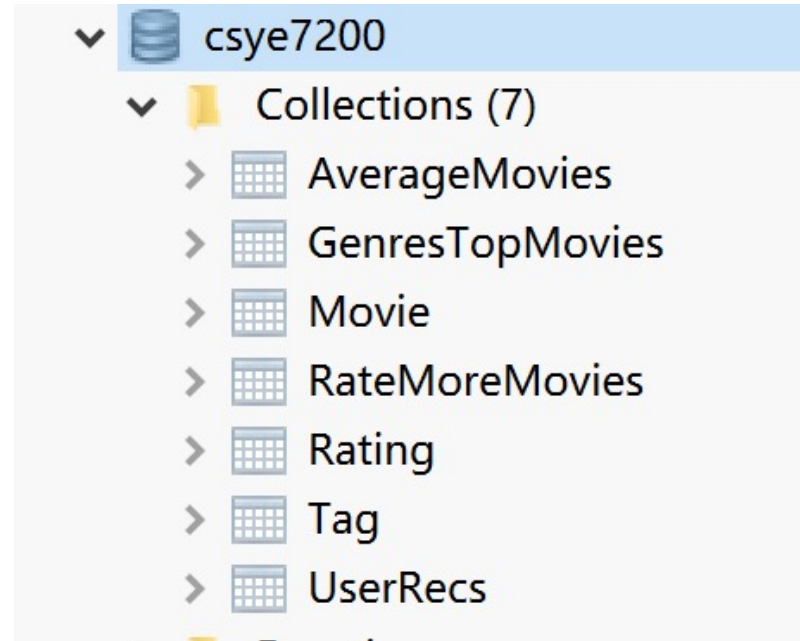 csye7200
Collections (7)
AverageMovies
GenresTopMovies
Movie
RateMoreMovies
Rating
Tag
UserRecs